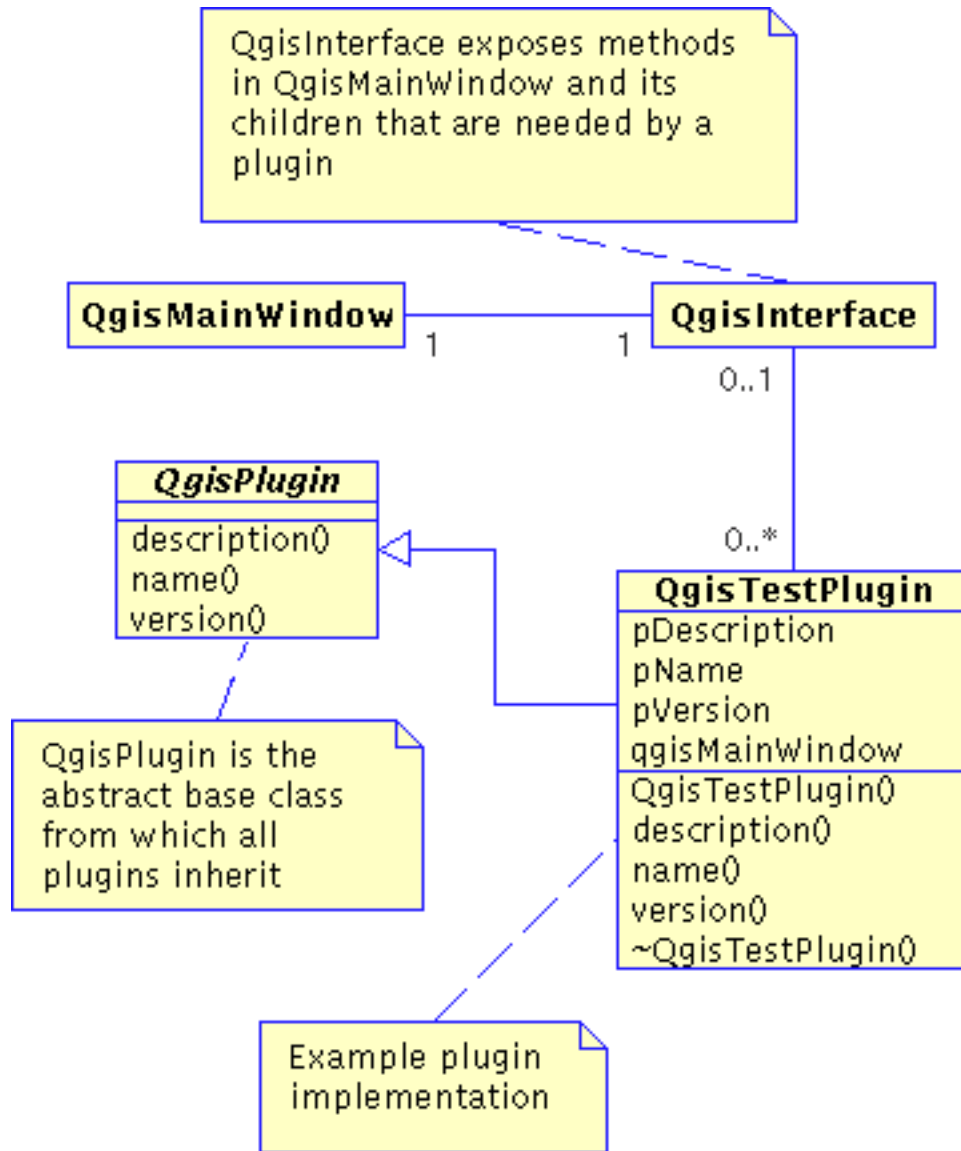 QgisInterface exposes methods
in QgisMainWindow and its
children that are needed by a
plugin
QgisMainWindow
QgisInterface
1
1
0..1
QgisPlugin
description()
name()
version()
0..*
QgisTestPlugin
pDescription
pName
pVersion
qgisMainWindow
QgisTestPlugin()
description()
name()
version()
~QgisTestPlugin()
QgisPlugin is the
abstract base class
from which all
plugins inherit
Example plugin
implementation